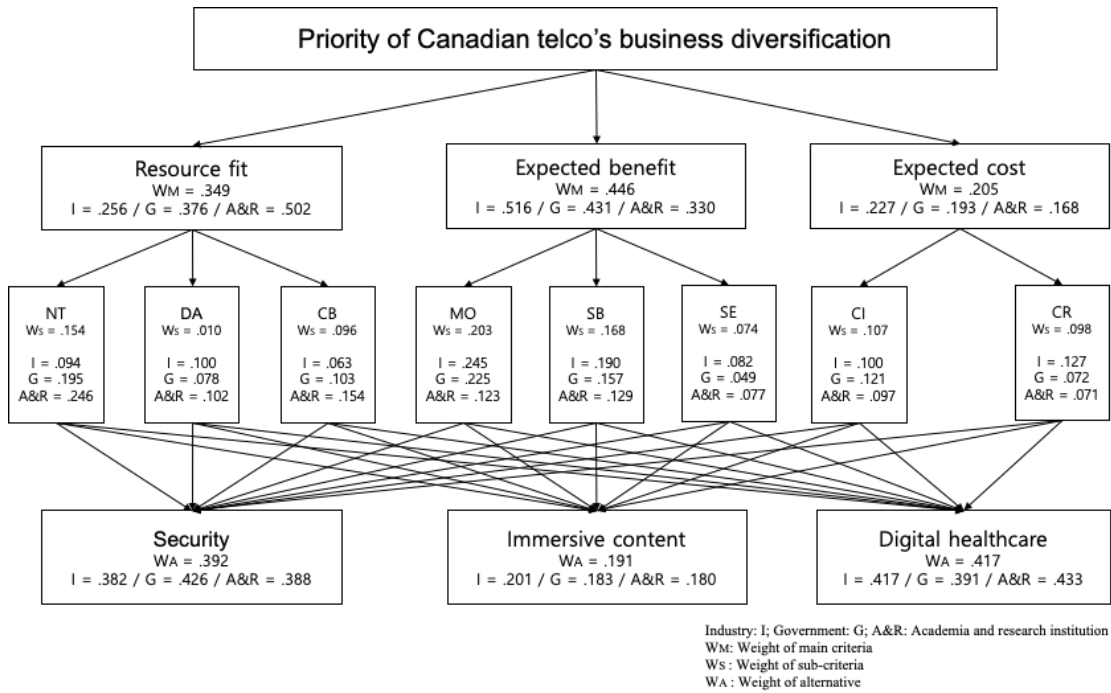 Priority of Canadian telco's business diversification
Resource fit
WM = .349
I = .256 / G = .376 / A&R = .502
Expected benefit
WM = .446
I = .516 / G = .431 / A&R = .330
Expected cost
WM = .205
I = .227 / G = .193 / A&R = .168
NT
Ws = .154
I = .094
G = .195
A&R = .246
DA
Ws = .010
I = .100
G = .078
A&R = .102
CB
Ws = .096
I = .063
G = .103
A&R = .154
MO
Ws = .203
I = .245
G = .225
A&R = .123
SB
Ws = .168
I = .190
G = .157
A&R = .129
SE
Ws = .074
I = .082
G = .049
A&R = .077
CI
Ws = .107
I = .100
G = .121
A&R = .097
CR
Ws = .098
I = .127
G = .072
A&R = .071
Security
WA = .392
I = .382 / G = .426 / A&R = .388
Immersive content
WA = .191
I = .201 / G = .183 / A&R = .180
Digital healthcare
WA = .417
I = .417 / G = .391 / A&R = .433
Industry: I; Government: G; A&R: Academia and research institution
WM: Weight of main criteria
Ws : Weight of sub-criteria
WA : Weight of alternative